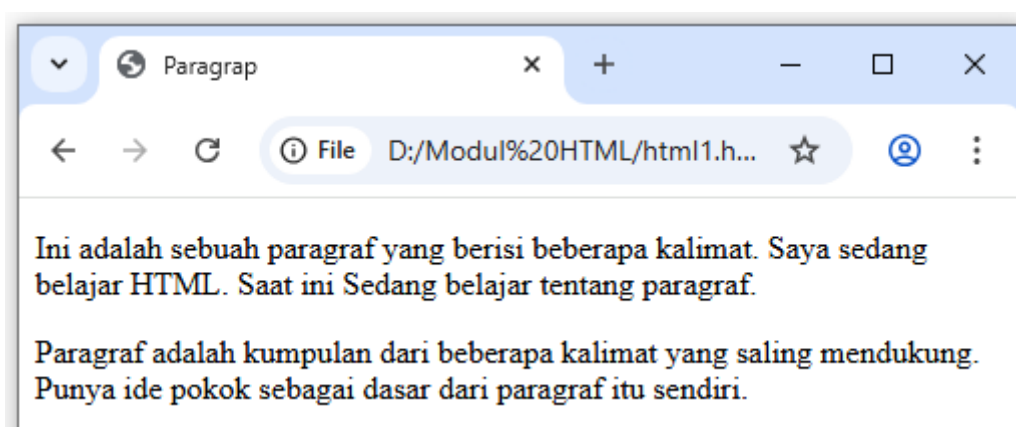 Paragrap
File D:/Modul%20HTML/html1.h...
Ini adalah sebuah paragraf yang berisi beberapa kalimat. Saya sedang
belajar HTML. Saat ini Sedang belajar tentang paragraf.
Paragraf adalah kumpulan dari beberapa kalimat yang saling mendukung.
Punya ide pokok sebagai dasar dari paragraf itu sendiri.